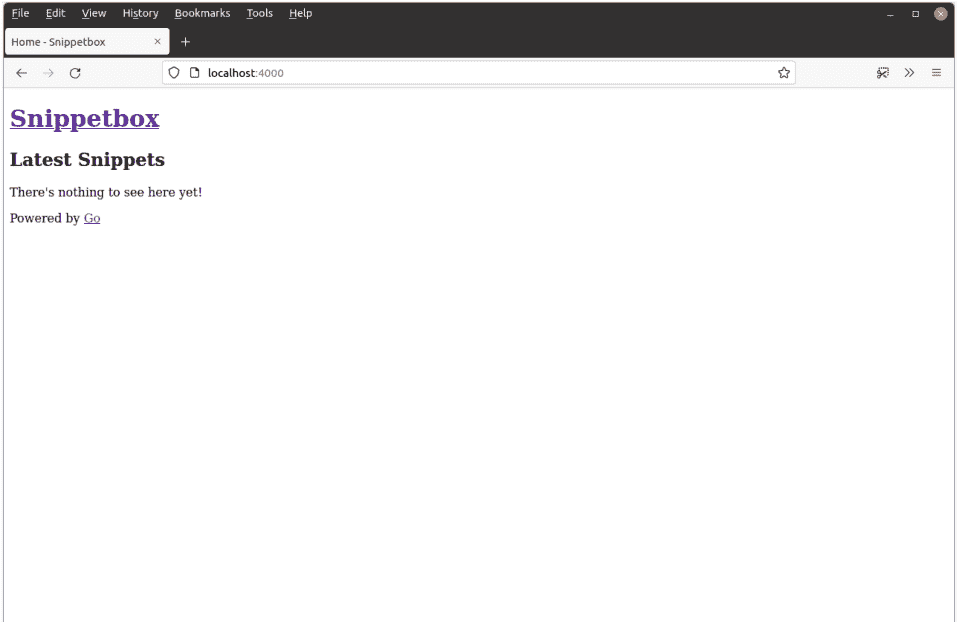 File Edit View History Bookmarks Tools Help
Home - Snippetbox
localhost:4000
Snippetbox
Latest Snippets
There's nothing to see here yet!
Powered by Go